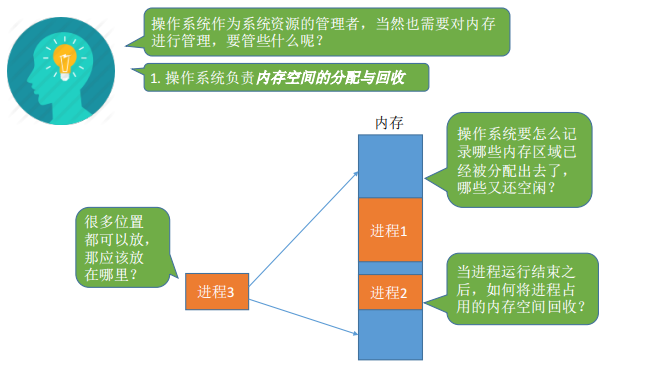 操作系统作为系统资源的管理者，当然也需要对内存
进行管理，要管些什么呢？
1. 操作系统负责内存空间的分配与回收
内存
操作系统要怎么记
录哪些内存区域已
经被分配出去了，
哪些又还空闲？
进程1
很多位置
都可以放，
那应该放
在哪里？
进程3
进程2
当进程运行结束之
后，如何将进程占
用的内存空间回收？